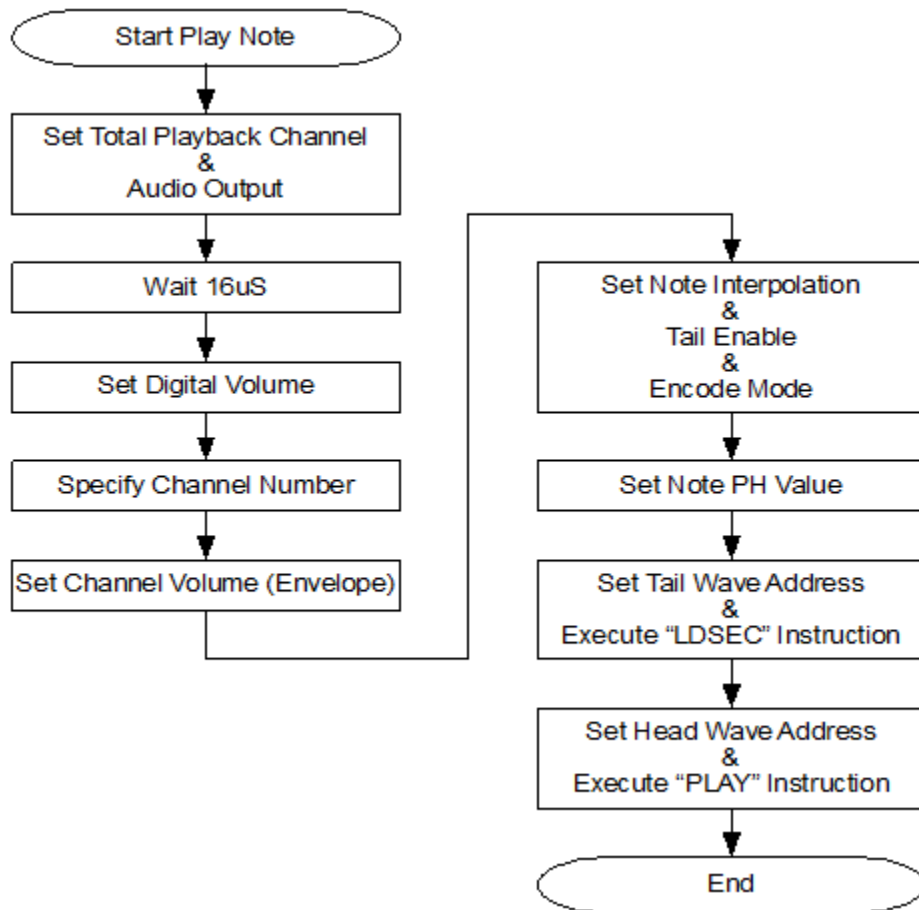 Start Play Note
Set Total Playback Channel
&
Audio Output
Wait 16uS
Set Digital Volume
Specify Channel Number
Set Channel Volume (Envelope)
Set Note Interpolation
&
Tail Enable
&
Encode Mode
Set Note PH Value
Set Tail Wave Address
&
Execute “LDSEC” Instruction
Set Head Wave Address
&
Execute “PLAY” Instruction
End